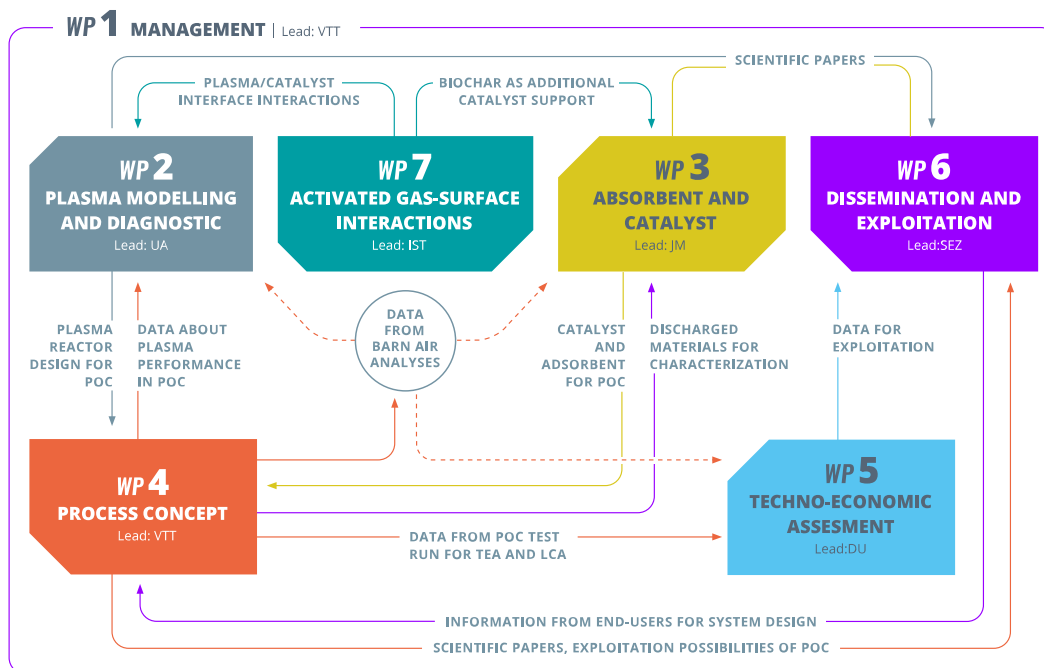 WP 1 MANAGEMENT | Lead: VTT
SCIENTIFIC PAPERS
PLASMA/CATALYST
INTERFACE INTERACTIONS
BIOCHAR AS ADDITIONAL
CATALYST SUPPORT
WP 2
PLASMA MODELLING
AND DIAGNOSTIC
Lead: UA
WP 7
ACTIVATED GAS-SURFACE
INTERACTIONS
Lead: IST
WP 3
ABSORBENT AND
CATALYST
Lead: JM
WP 6
DISSEMINATION AND
EXPLOITATION
Lead:SEZ
PLASMA
REACTOR
DESIGN FOR
POC
DATA ABOUT
PLASMA
PERFORMANCE
IN POC
DATA
FROM
BARN AIR
ANALYSES
CATALYST
AND
ADSORBENT
FOR POC
DISCHARGED
MATERIALS FOR
CHARACTERIZATION
DATA FOR
EXPLOITATION
WP 4
PROCESS CONCEPT
Lead: VTT
WP 5
TECHNO-ECONOMIC
ASSESMENT
Lead:DU
DATA FROM POC TEST
RUN FOR TEA AND LCA
INFORMATION FROM END-USERS FOR SYSTEM DESIGN
SCIENTIFIC PAPERS, EXPLOITATION POSSIBILITIES OF POC